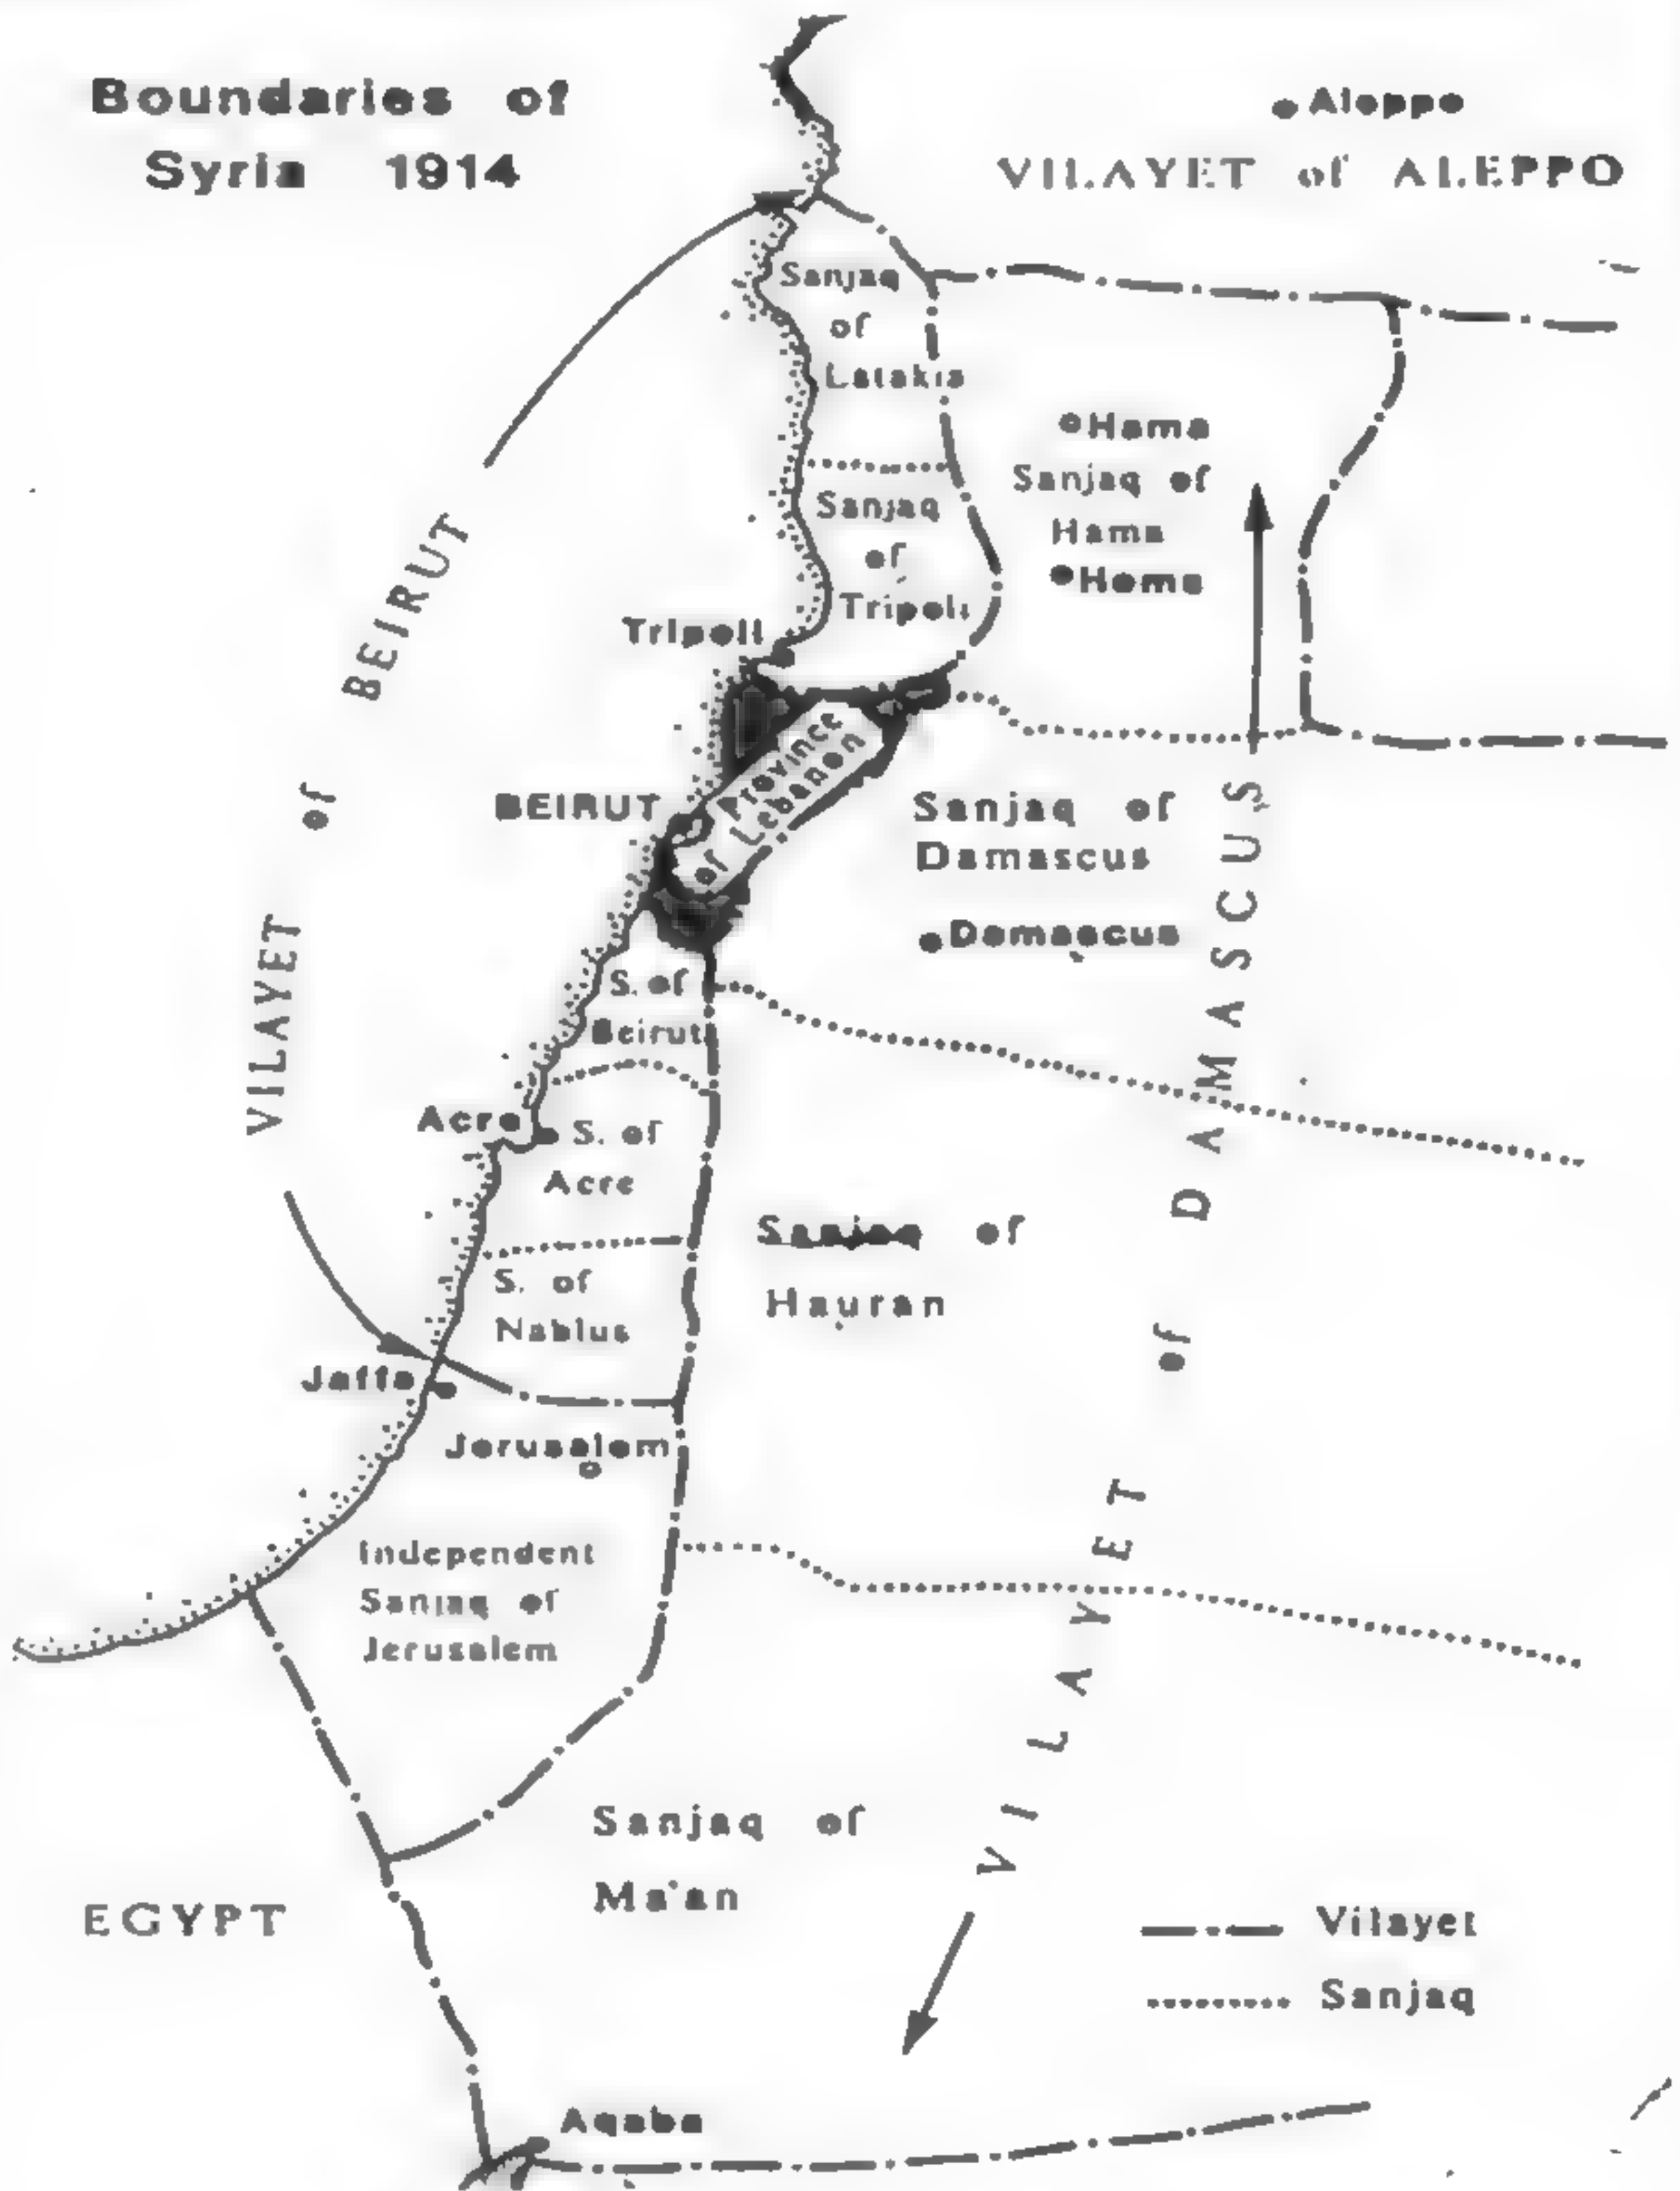 Boundaries of
Syria 1914
Aleppo
VILAYET of ALEPPO
Sanjaq
of
Latakia
Hama
Sanjaq of
Hama
Homs
Sanjaq
of
Tripoli
Tripoli
VILAYET of BEIRUT
Province
of Lebanon
BEIRUT
Sanjaq of
Damascus
Damascus
VILAYET of DAMASCUS
S. of
Beirut
Acre
S. of
Acre
Sanjaq of
Hauran
S. of
Nablus
Jaffa
Jerusalem
Independent
Sanjaq of
Jerusalem
Sanjaq of
Ma'an
EGYPT
Vilayet
Sanjaq
Aqaba